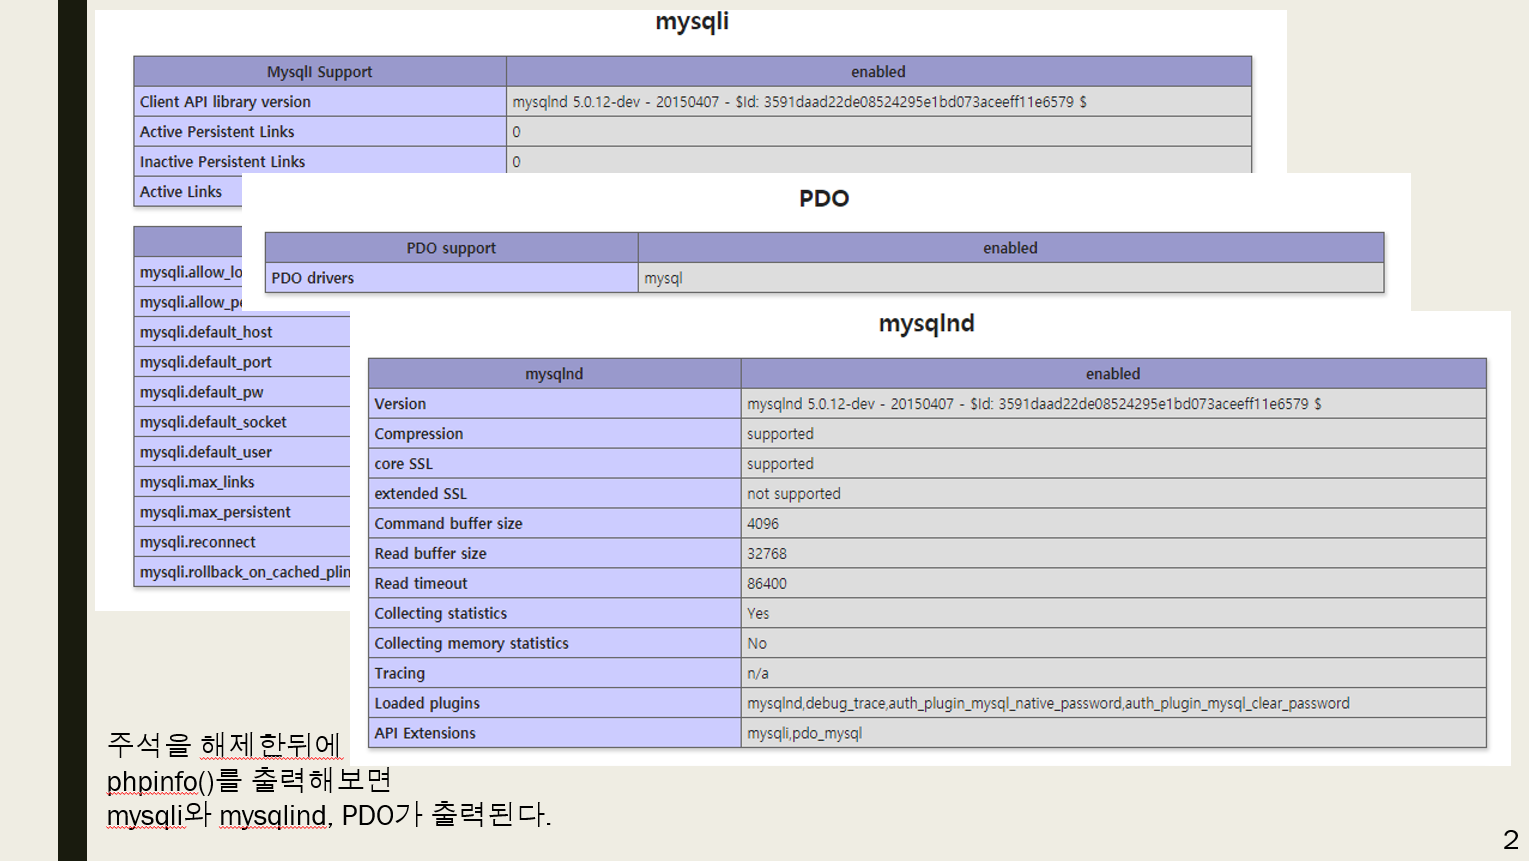 mysqli
MysqlI Support enabled
Client API library version mysqlnd 5.0.12-dev - 20150407 - $Id: 3591daad22de08524295e1bd073aceeff11e6579 $
Active Persistent Links 0
Inactive Persistent Links 0
Active Links
mysqli.allow_lo
mysqli.allow_pe
mysqli.default_host
mysqli.default_port
mysqli.default_pw
mysqli.default_socket
mysqli.default_user
mysqli.max_links
mysqli.max_persistent
mysqli.reconnect
mysqli.rollback_on_cached_plin
PDO
PDO support enabled
PDO drivers mysql
mysqlnd
mysqlnd enabled
Version mysqlnd 5.0.12-dev - 20150407 - $Id: 3591daad22de08524295e1bd073aceeff11e6579 $
Compression supported
core SSL supported
extended SSL not supported
Command buffer size 4096
Read buffer size 32768
Read timeout 86400
Collecting statistics Yes
Collecting memory statistics No
Tracing n/a
Loaded plugins mysqlnd,debug_trace,auth_plugin_mysql_native_password,auth_plugin_mysql_clear_password
API Extensions mysqli,pdo_mysql
주석을 해제한뒤에
phpinfo()를 출력해보면
mysqli와 mysqlind, PDO가 출력된다.
2